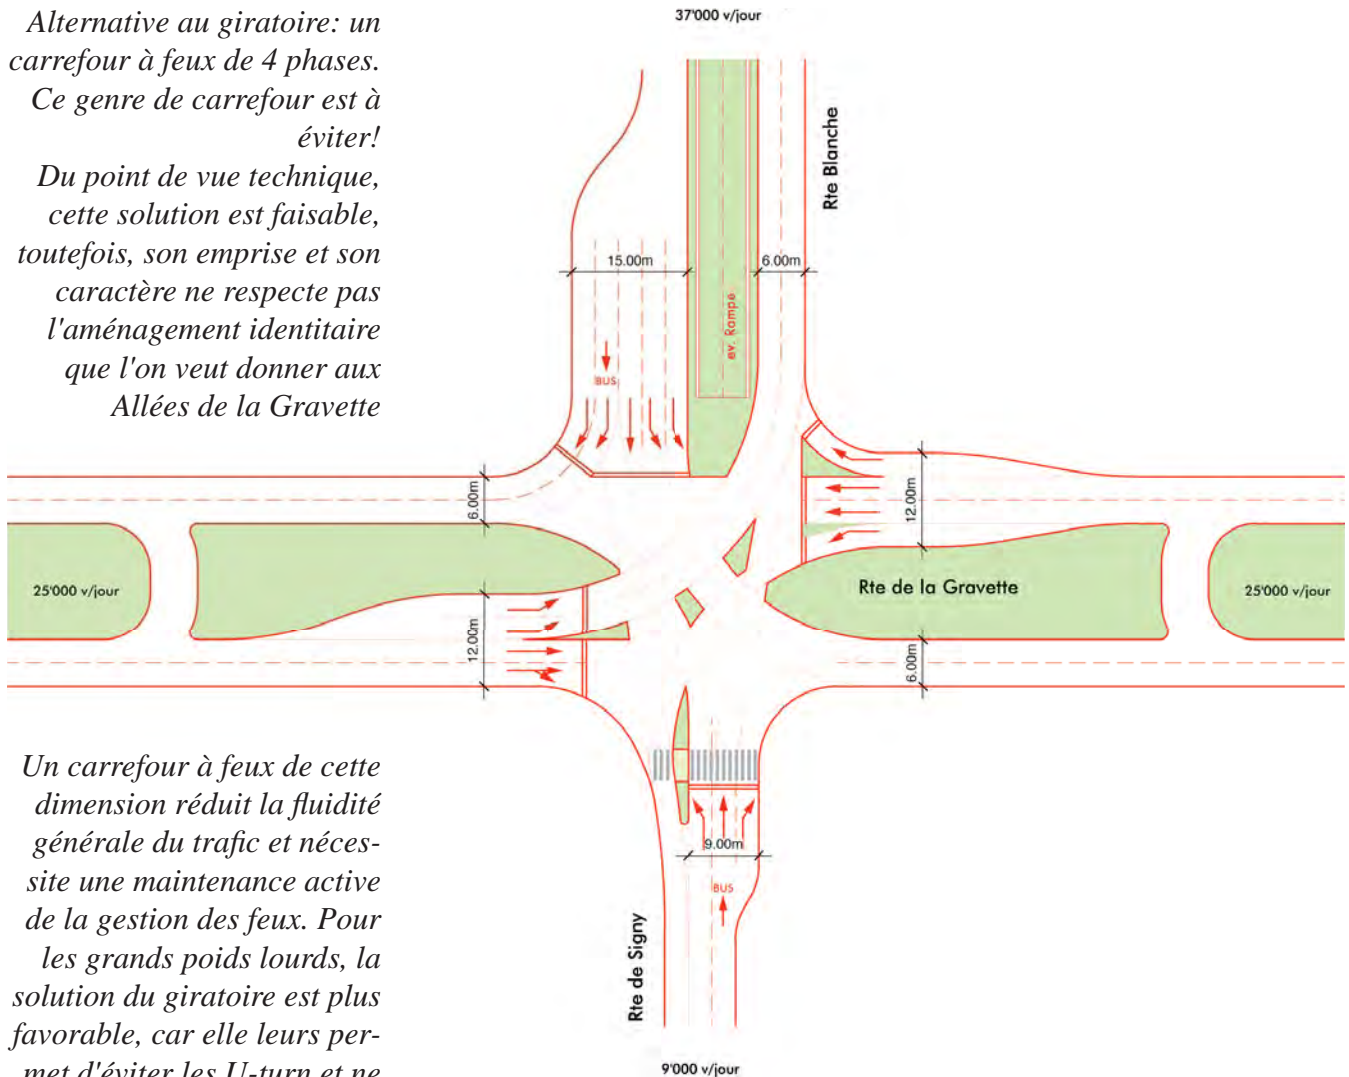 Alternative au giratoire: un
carrefour à feux de 4 phases.
Ce genre de carrefour est à
éviter!
Du point de vue technique,
cette solution est faisable,
toutefois, son emprise et son
caractère ne respecte pas
l'aménagement identitaire
que l'on veut donner aux
Allées de la Gravette
37'000 v/jour
Rte Blanche
15.00m
6.00m
ev. Rampe
BUS
6.00m
12.00m
25'000 v/jour
Rte de la Gravette
25'000 v/jour
12.00m
6.00m
9.00m
BUS
Rte de Signy
9'000 v/jour
Un carrefour à feux de cette
dimension réduit la fluidité
générale du trafic et néces-
site une maintenance active
de la gestion des feux. Pour
les grands poids lourds, la
solution du giratoire est plus
favorable, car elle leurs per-
met d'éviter les U-turn et ne